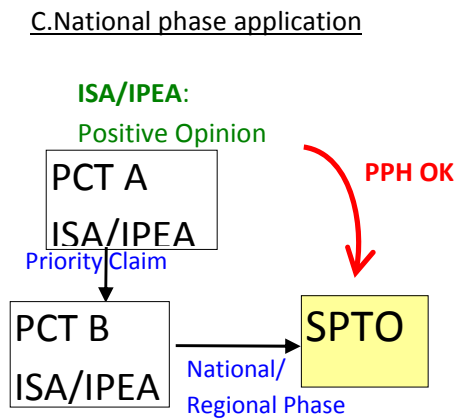 C.National phase application
ISA/IPEA:
Positive Opinion
PCT A
ISA/IPEA
PPH OK
Priority Claim
PCT B
ISA/IPEA
SPTO
National/
Regional Phase